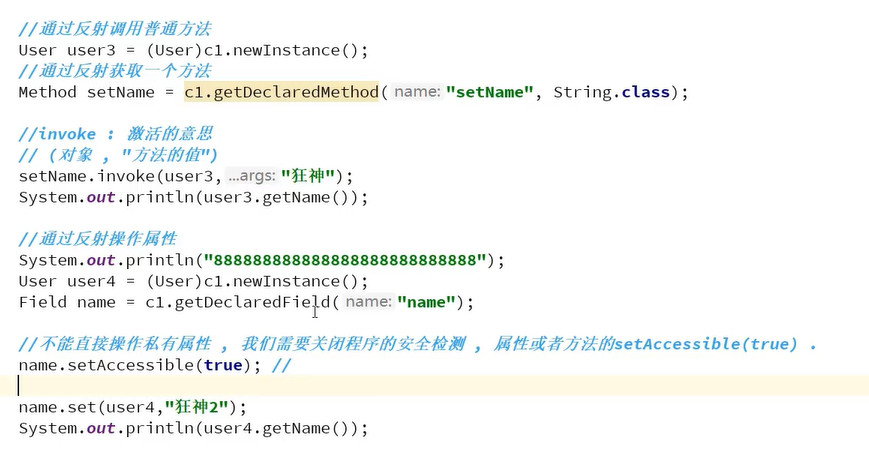 //通过反射调用普通方法
User user3 = (User)c1.newInstance();
//通过反射获取一个方法
Method setName = c1.getDeclaredMethod( name: "setName", String.class);
//invoke : 激活的意思
// (对象 , "方法的值")
setName.invoke(user3, ...args: "狂神");
System.out.println(user3.getName());
//通过反射操作属性
System.out.println("8888888888888888888888888888");
User user4 = (User)c1.newInstance();
Field name = c1.getDeclaredField( name: "name");
//不能直接操作私有属性 , 我们需要关闭程序的安全检测 , 属性或者方法的setAccessible(true) .
name.setAccessible(true); //
name.set(user4,"狂神2");
System.out.println(user4.getName());